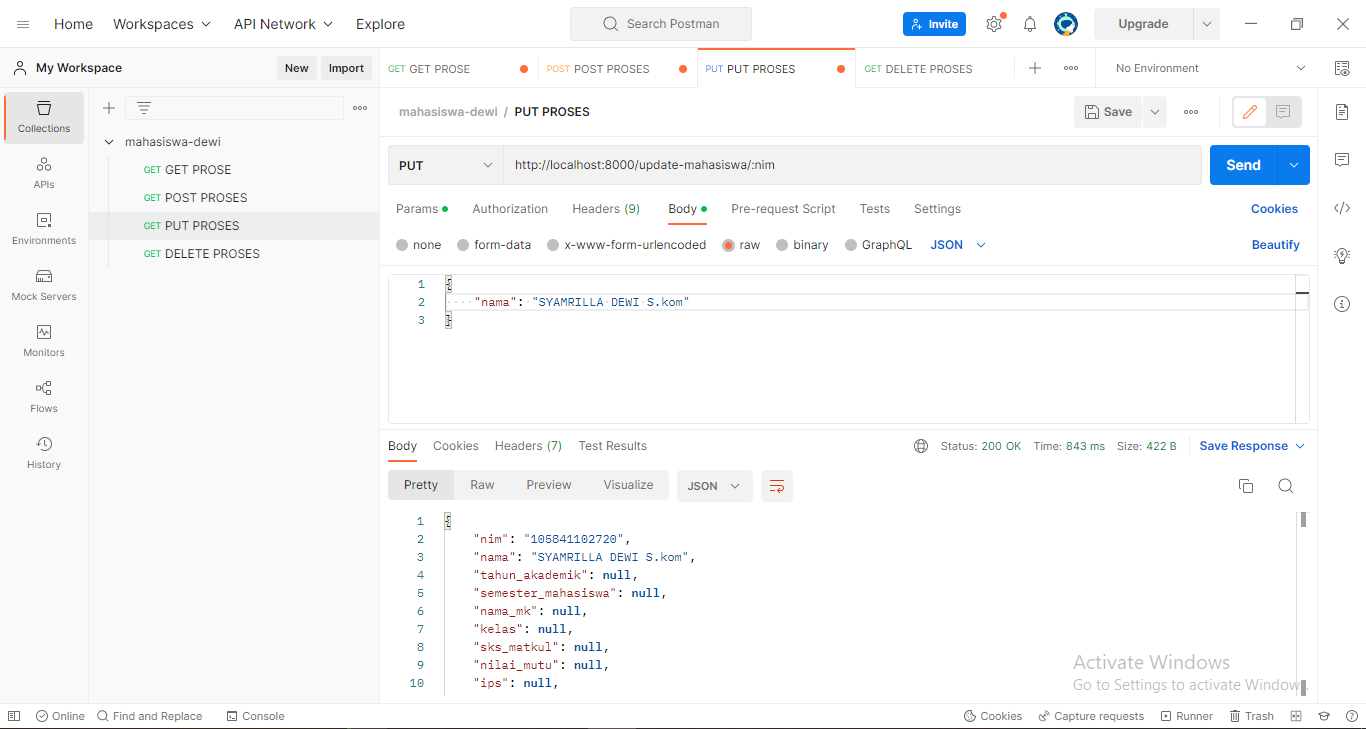 Home Workspaces API Network Explore Search Postman Invite Upgrade
My Workspace New Import GET GET PROSE POST POST PROSES PUT PUT PROSES GET DELETE PROSES No Environment
Collections
APIs
Environments
Mock Servers
Monitors
Flows
History
mahasiswa-dewi
GET GET PROSE
GET POST PROSES
GET PUT PROSES
GET DELETE PROSES
mahasiswa-dewi / PUT PROSES Save
PUT http://localhost:8000/update-mahasiswa/:nim Send
Params Authorization Headers (9) Body Pre-request Script Tests Settings Cookies
none form-data x-www-form-urlencoded raw binary GraphQL JSON Beautify
1 {
2 "nama": "SYAMRILLA DEWI S.kom"
3 }
Body Cookies Headers (7) Test Results Status: 200 OK Time: 843 ms Size: 422 B Save Response
Pretty Raw Preview Visualize JSON
1 {
2 "nim": "105841102720",
3 "nama": "SYAMRILLA DEWI S.kom",
4 "tahun_akademik": null,
5 "semester_mahasiswa": null,
6 "nama_mk": null,
7 "kelas": null,
8 "sks_matkul": null,
9 "nilai_mutu": null,
10 "ips": null,
Activate Windows
Go to Settings to activate Windows.
Online Find and Replace Console Cookies Capture requests Runner Trash